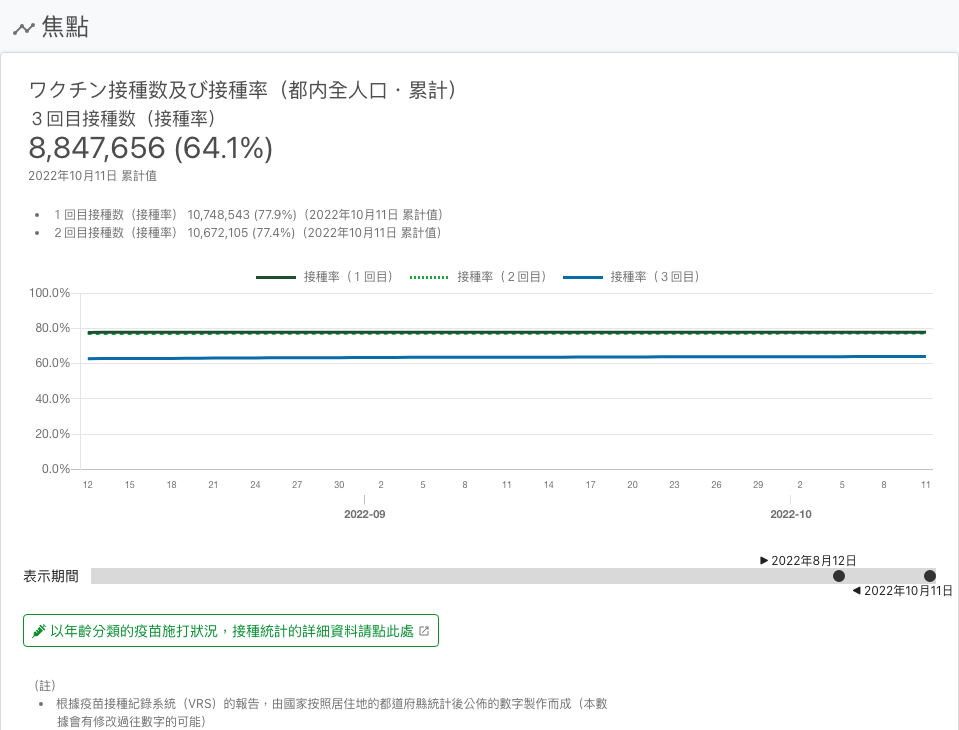 焦點
ワクチン接種数及び接種率（都内全人口・累計）
３回目接種数（接種率）
8,847,656 (64.1%)
2022年10月11日 累計値
• １回目接種数（接種率） 10,748,543 (77.9%)（2022年10月11日 累計値）
• ２回目接種数（接種率） 10,672,105 (77.4%)（2022年10月11日 累計値）
接種率（１回目） 接種率（２回目） 接種率（３回目）
100.0%
80.0%
60.0%
40.0%
20.0%
0.0%
12 15 18 21 24 27 30 2 5 8 11 14 17 20 23 26 29 2 5 8 11
2022-09 2022-10
▶ 2022年8月12日
表示期間
◀ 2022年10月11日
以年齡分類的疫苗施打狀況，接種統計的詳細資料請點此處
（註）
• 根據疫苗接種紀錄系統（VRS）的報告，由國家按照居住地的都道府縣統計後公佈的數字製作而成（本數
據會有修改過往數字的可能）